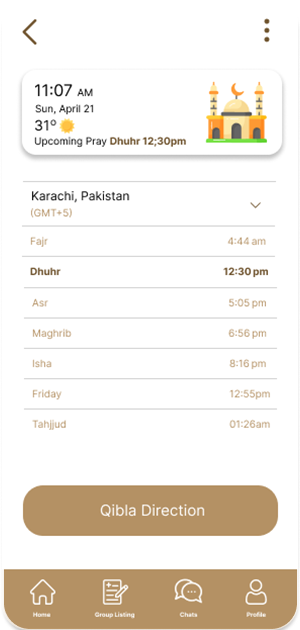 11:07 AM
Sun, April 21
31°
Upcoming Pray Dhuhr 12;30pm
Karachi, Pakistan
(GMT+5)
Fajr 4:44 am
Dhuhr 12:30 pm
Asr 5:05 pm
Maghrib 6:56 pm
Isha 8:16 pm
Friday 12:55pm
Tahjjud 01:26am
Qibla Direction
Home Group Listing Chats Profile